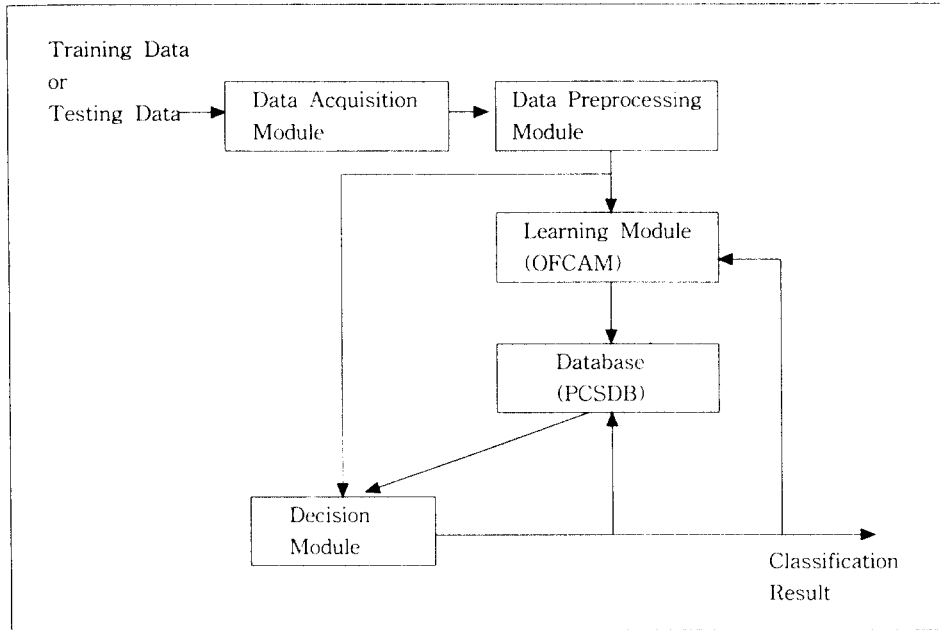 Training Data
or
Testing Data
Data Acquisition
Module
Data Preprocessing
Module
Learning Module
(OFCAM)
Database
(PCSDB)
Decision
Module
Classification
Result